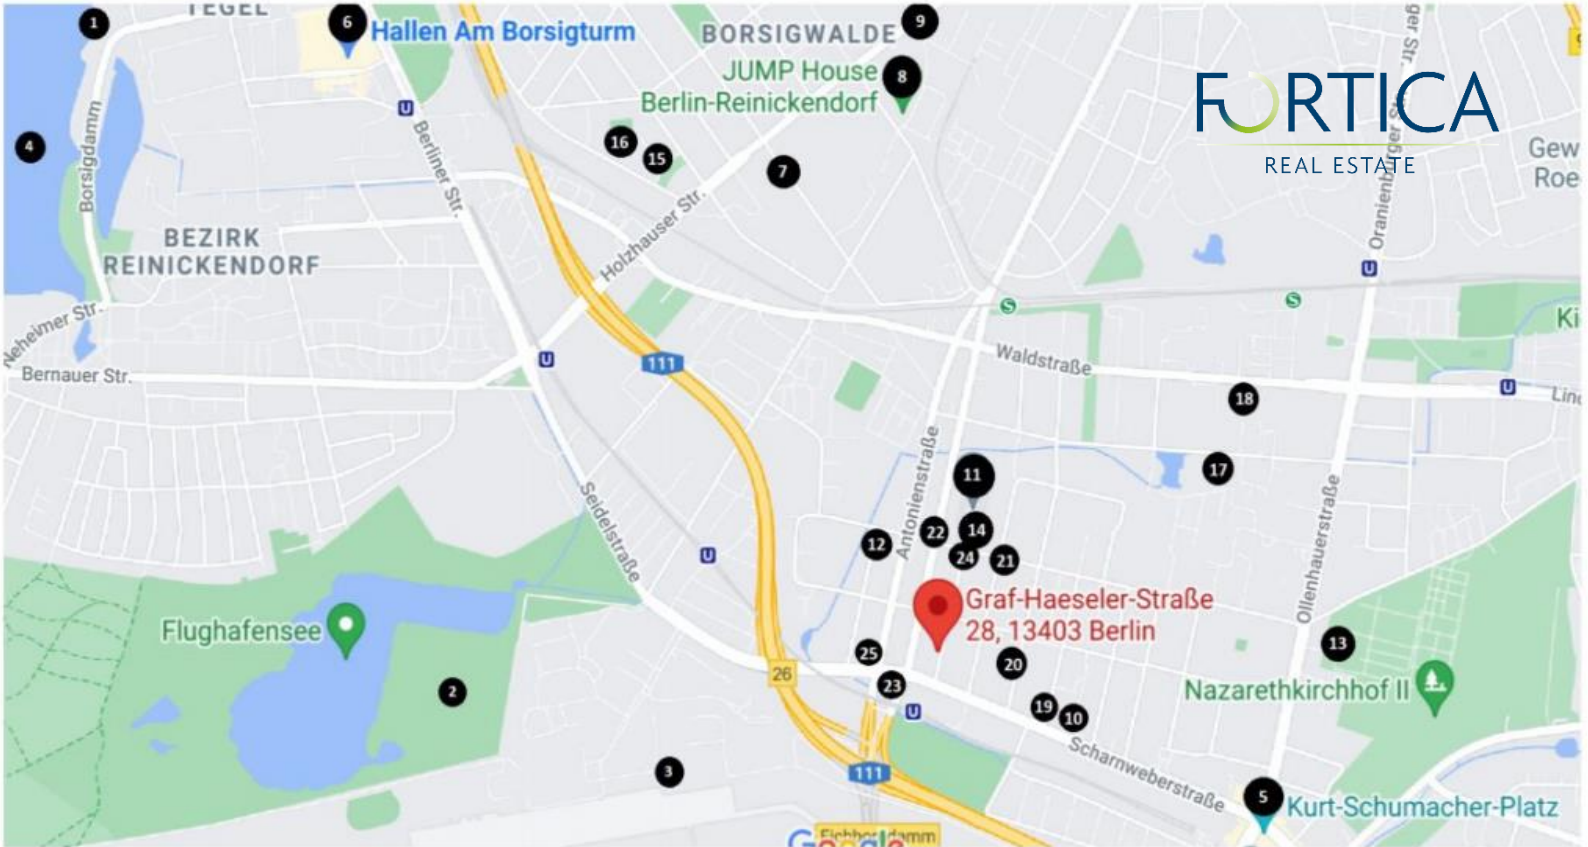 1
TEGEL
6
Hallen Am Borsigturm
BORSIGWALDE
9
JUMP House
Berlin-Reinickendorf
8
FORTICA
REAL ESTATE
4
Borsigdamm
U
Berliner Str.
16
15
7
Holzhauser Str.
Oranienburger Str.
BEZIRK
REINICKENDORF
U
S
S
Neheimer Str.
Bernauer Str.
U
111
Waldstraße
U
18
17
Antonienstraße
11
22
14
12
24
21
Seidelstraße
U
Ollenhauerstraße
Graf-Haeseler-Straße
28, 13403 Berlin
Flughafensee
25
20
13
26
23
2
Nazarethkirchhof II
U
19
10
Scharnweberstraße
3
111
5
Kurt-Schumacher-Platz
Google